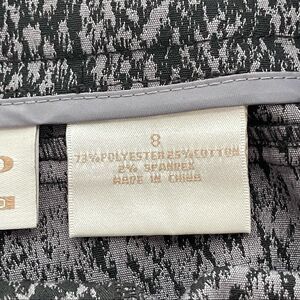 8
73%POLYESTER 25%COTTON
2% SPANDEX
MADE IN CHINA